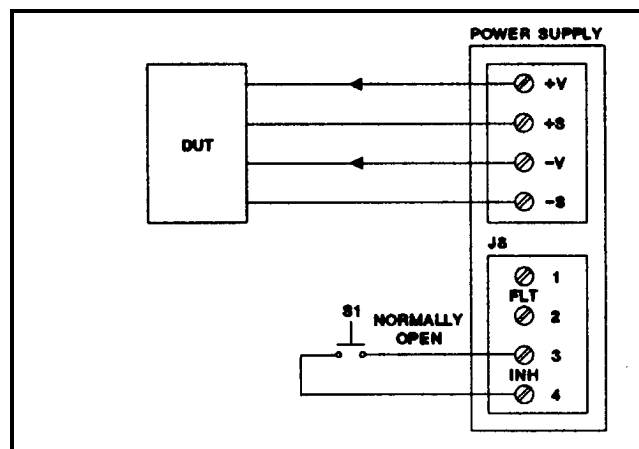 POWER SUPPLY
+V
+S
DUT
-V
-S
J8
1
FLT
2
S1
NORMALLY
OPEN
3
INH
4